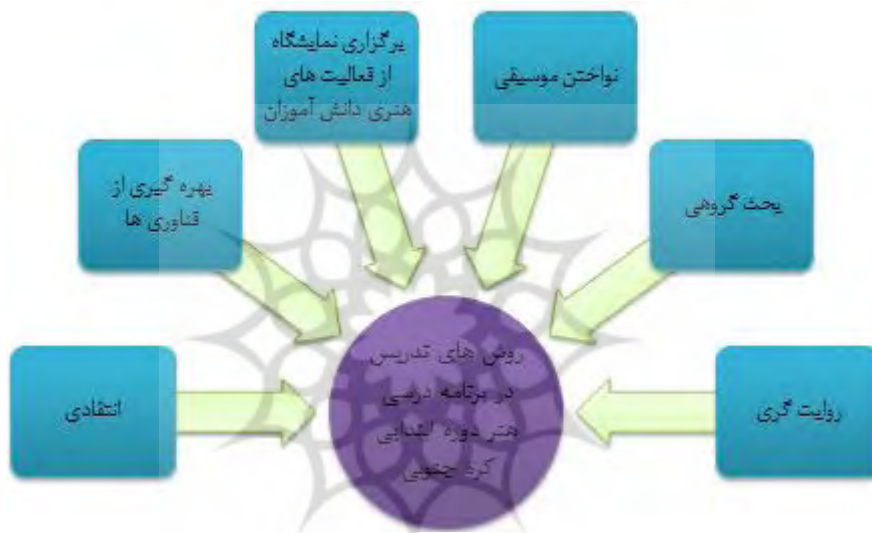 برگزاری نمایشگاه
از فعالیت های
هنری دانش آموزان
نواختن موسیقی
بهره گیری از
فناوری ها
بحث گروهی
انتقادی
روایت گری
روش های تدریس
در برنامه درسی
هنر دوره ابتدایی
کره جنوبی